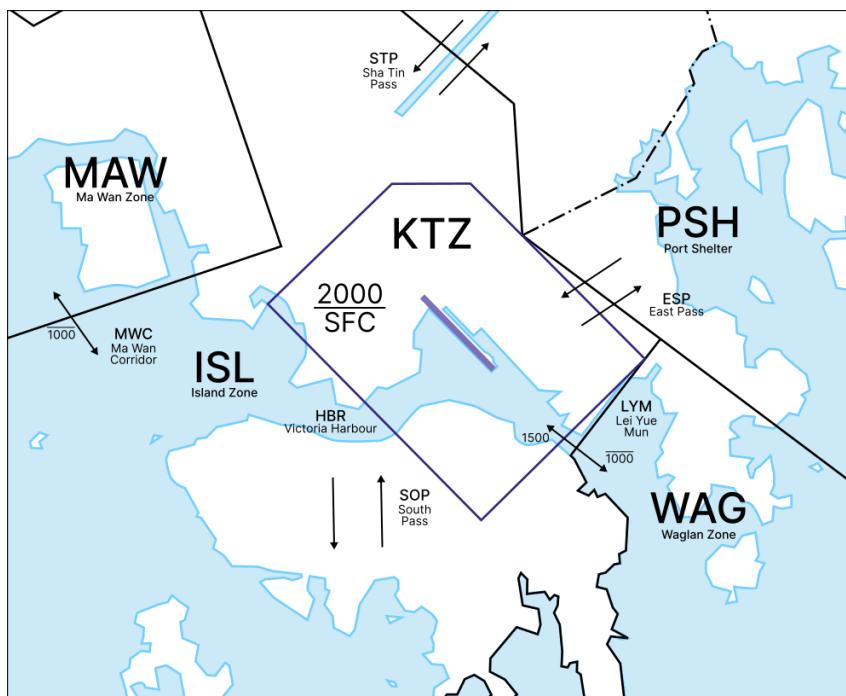 STP
Sha Tin
Pass
MAW
Ma Wan Zone
KTZ
PSH
Port Shelter
2000
SFC
ESP
East Pass
1000
MWC
Ma Wan
Corridor
ISL
Island Zone
HBR
Victoria Harbour
LYM
Lei Yue
Mun
1500
1000
SOP
South
Pass
WAG
Waglan Zone